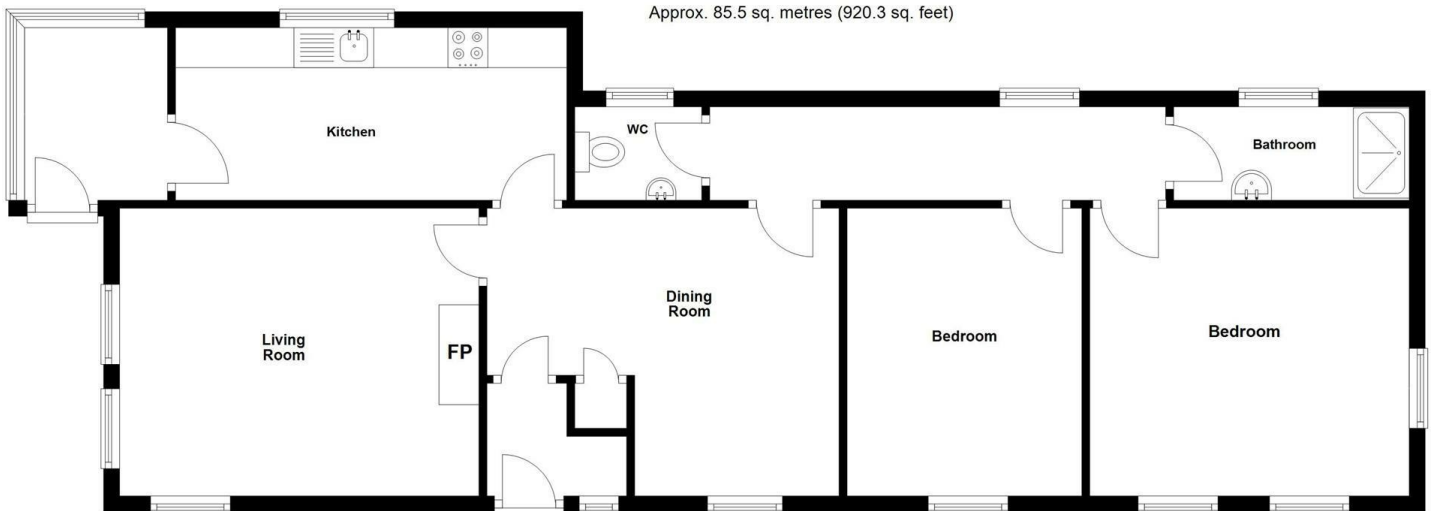 Approx. 85.5 sq. metres (920.3 sq. feet)
Kitchen
WC
Bathroom
Living
Room
FP
Dining
Room
Bedroom
Bedroom